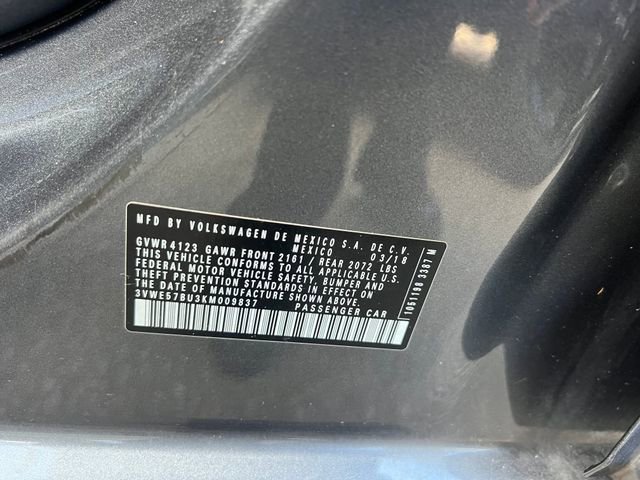 MFD BY VOLKSWAGEN DE MEXICO S.A. DE C.V.
MEXICO 03/18
GVWR 4123 GAWR FRONT 2161 / REAR 2072 LBS
THIS VEHICLE CONFORMS TO ALL APPLICABLE U.S.
FEDERAL MOTOR VEHICLE SAFETY, BUMPER AND
THEFT PREVENTION STANDARDS IN EFFECT ON
THE DATE OF MANUFACTURE SHOWN ABOVE.
3VWE57BU3KM009837 PASSENGER CAR
1061198 3387 M